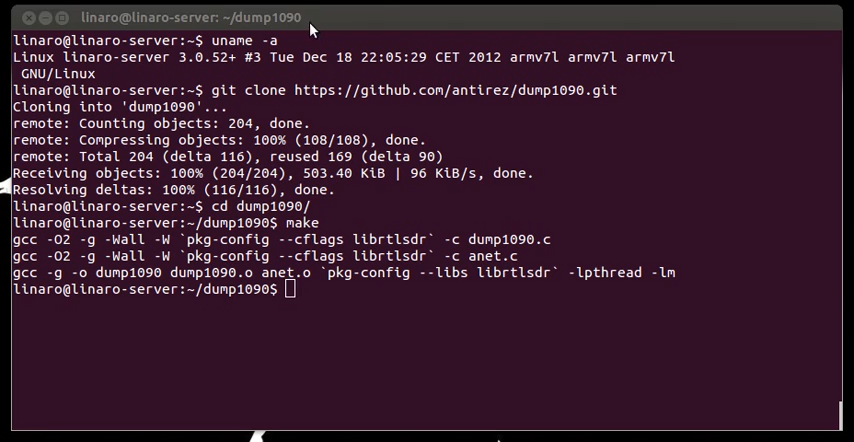 linaro@linaro-server: ~/dump1090
linaro@linaro-server:~$ uname -a
Linux linaro-server 3.0.52+ #3 Tue Dec 18 22:05:29 CET 2012 armv7l armv7l armv7l
 GNU/Linux
linaro@linaro-server:~$ git clone https://github.com/antirez/dump1090.git
Cloning into 'dump1090'...
remote: Counting objects: 204, done.
remote: Compressing objects: 100% (108/108), done.
remote: Total 204 (delta 116), reused 169 (delta 90)
Receiving objects: 100% (204/204), 503.40 KiB | 96 KiB/s, done.
Resolving deltas: 100% (116/116), done.
linaro@linaro-server:~$ cd dump1090/
linaro@linaro-server:~/dump1090$ make
gcc -O2 -g -Wall -W `pkg-config --cflags librtlsdr` -c dump1090.c
gcc -O2 -g -Wall -W `pkg-config --cflags librtlsdr` -c anet.c
gcc -g -o dump1090 dump1090.o anet.o `pkg-config --libs librtlsdr` -lpthread -lm
linaro@linaro-server:~/dump1090$